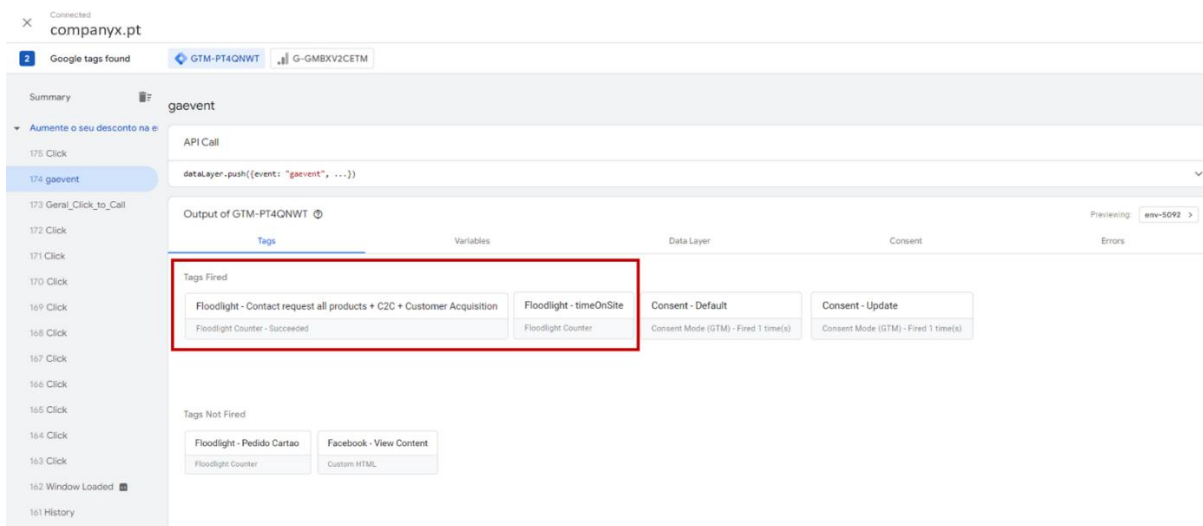 Connected
companyx.pt
2 Google tags found GTM-PT4QNWT G-GMBXV2CETM
Summary
Aumente o seu desconto na e
175 Click
174 gaevent
173 Geral_Click_to_Call
172 Click
171 Click
170 Click
169 Click
168 Click
167 Click
166 Click
165 Click
164 Click
163 Click
162 Window Loaded
161 History
gaevent
API Call
dataLayer.push({event: "gaevent", ...})
Output of GTM-PT4QNWT
Previewing: env-5092
Tags Variables Data Layer Consent Errors
Tags Fired
Floodlight - Contact request all products + C2C + Customer Acquisition
Floodlight Counter - Succeeded
Floodlight - timeOnSite
Floodlight Counter
Consent - Default
Consent Mode (GTM) - Fired 1 time(s)
Consent - Update
Consent Mode (GTM) - Fired 1 time(s)
Tags Not Fired
Floodlight - Pedido Cartao
Floodlight Counter
Facebook - View Content
Custom HTML